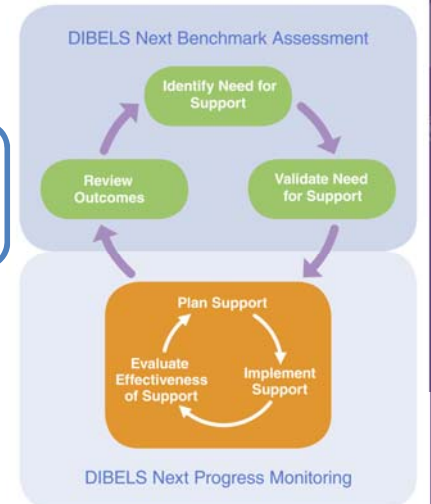 DIBELS Next Benchmark Assessment
Identify Need for
Support
Review
Outcomes
Validate Need
for Support
Plan Support
Evaluate
Effectiveness
of Support
Implement
Support
DIBELS Next Progress Monitoring